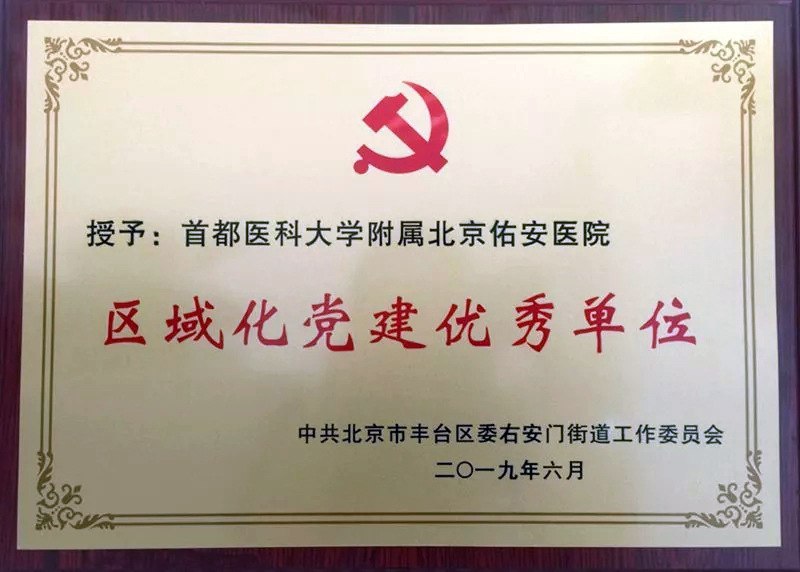 授予：首都医科大学附属北京佑安医院
区域化党建优秀单位
中共北京市丰台区委右安门街道工作委员会
二〇一九年六月